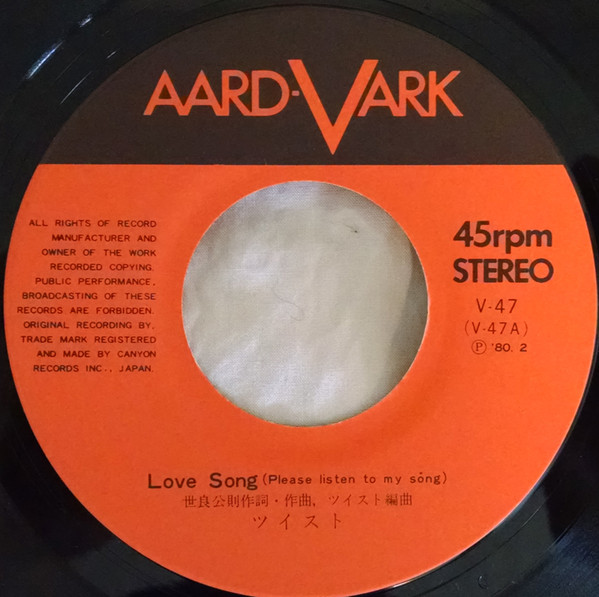 AARD-VARK
ALL RIGHTS OF RECORD
MANUFACTURER AND
OWNER OF THE WORK
RECORDED COPYING.
PUBLIC PERFORMANCE,
BROADCASTING OF THESE
RECORDS ARE FORBIDDEN.
ORIGINAL RECORDING BY,
TRADE MARK REGISTERED
AND MADE BY CANYON
RECORDS INC., JAPAN.
45rpm
STEREO
V-47
(V-47A)
Ⓟ '80. 2
Love Song (Please listen to my song)
世良公則作詞・作曲, ツイスト編曲
ツイスト